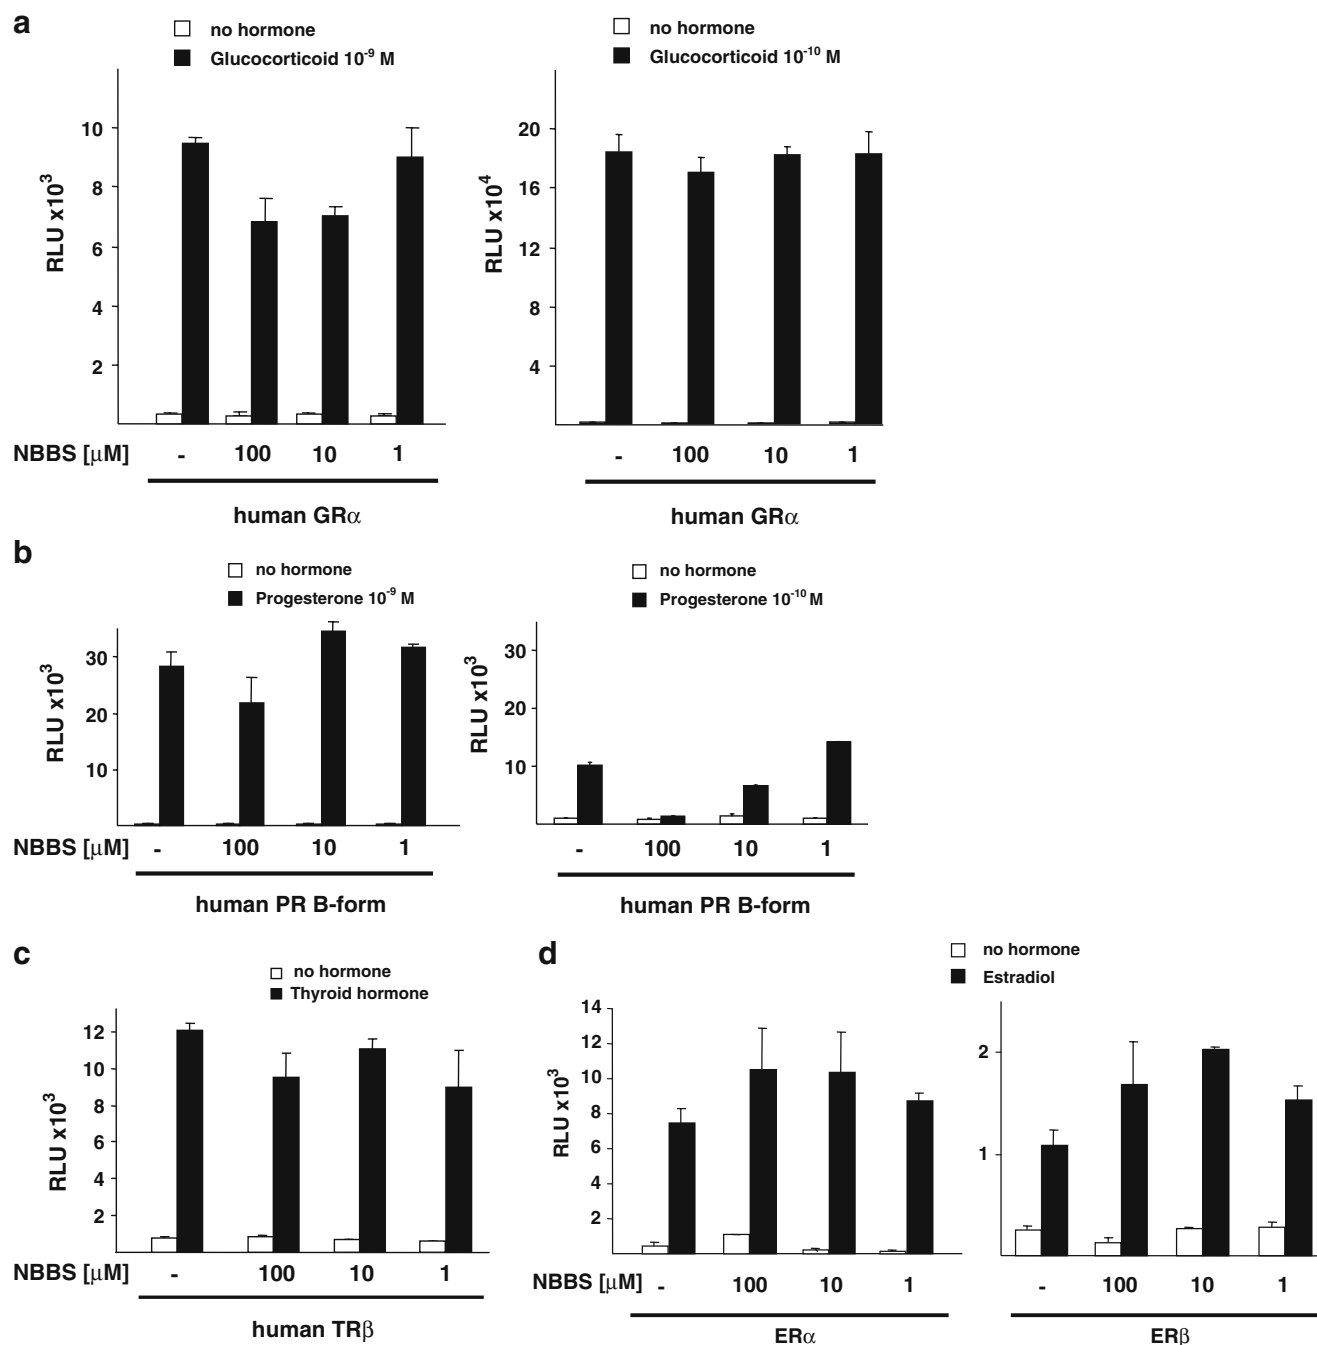 a
no hormone
Glucocorticoid 10⁻⁹ M
RLU x10³
10
8
6
4
2
NBBS [μM] - 100 10 1
human GRα
no hormone
Glucocorticoid 10⁻¹⁰ M
RLU x10⁴
20
16
12
8
4
- 100 10 1
human GRα
b
no hormone
Progesterone 10⁻⁹ M
RLU x10³
30
20
10
NBBS [μM] - 100 10 1
human PR B-form
no hormone
Progesterone 10⁻¹⁰ M
RLU x10³
30
20
10
- 100 10 1
human PR B-form
c
no hormone
Thyroid hormone
RLU x10³
12
10
8
6
4
2
NBBS [μM] - 100 10 1
human TRβ
d
no hormone
Estradiol
RLU x10³
14
12
10
8
6
4
2
NBBS [μM] - 100 10 1
ERα
2
1
- 100 10 1
ERβ